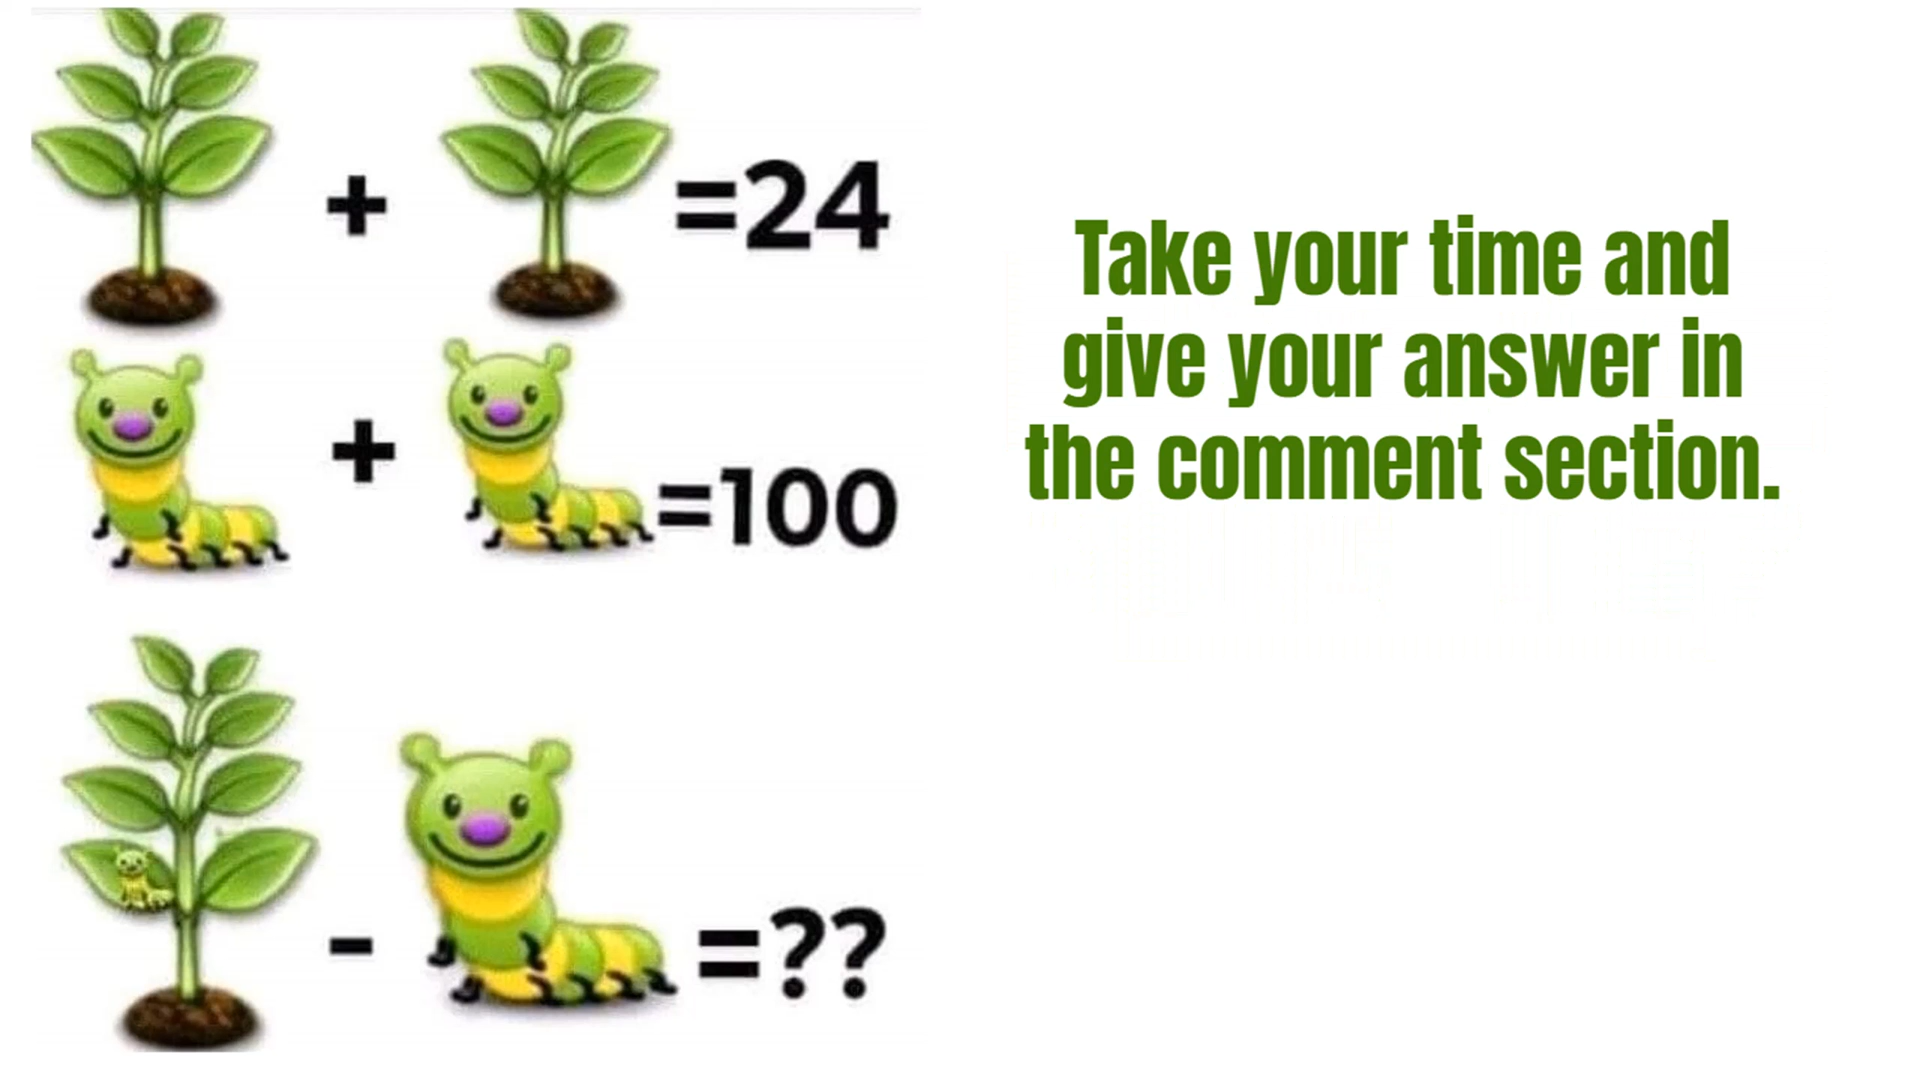 + =24
+ =100
- =??
Take your time and
give your answer in
the comment section.